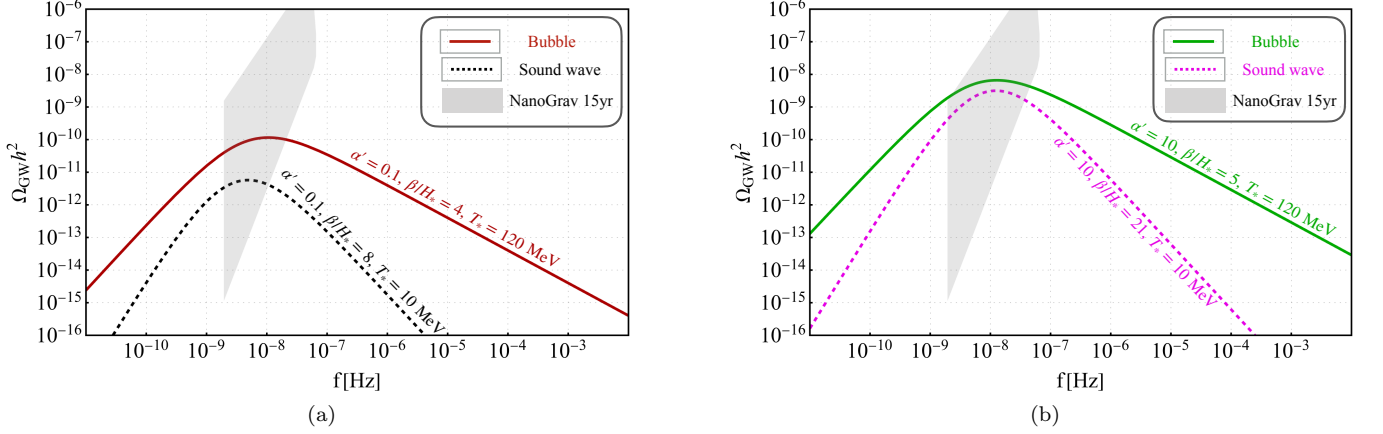 10⁻⁶
10⁻⁷
10⁻⁸
10⁻⁹
10⁻¹⁰
10⁻¹¹
10⁻¹²
10⁻¹³
10⁻¹⁴
10⁻¹⁵
10⁻¹⁶
Ω_GW h²
Bubble
Sound wave
NanoGrav 15yr
α′ = 0.1, β/H_* = 4, T_* = 120 MeV
α′ = 0.1, β/H_* = 8, T_* = 10 MeV
10⁻¹⁰ 10⁻⁹ 10⁻⁸ 10⁻⁷ 10⁻⁶ 10⁻⁵ 10⁻⁴ 10⁻³
f [Hz]
(a)
10⁻⁶
10⁻⁷
10⁻⁸
10⁻⁹
10⁻¹⁰
10⁻¹¹
10⁻¹²
10⁻¹³
10⁻¹⁴
10⁻¹⁵
10⁻¹⁶
Ω_GW h²
Bubble
Sound wave
NanoGrav 15yr
α′ = 10, β/H_* = 5, T_* = 120 MeV
α′ = 10, β/H_* = 21, T_* = 10 MeV
10⁻¹⁰ 10⁻⁹ 10⁻⁸ 10⁻⁷ 10⁻⁶ 10⁻⁵ 10⁻⁴ 10⁻³
f [Hz]
(b)